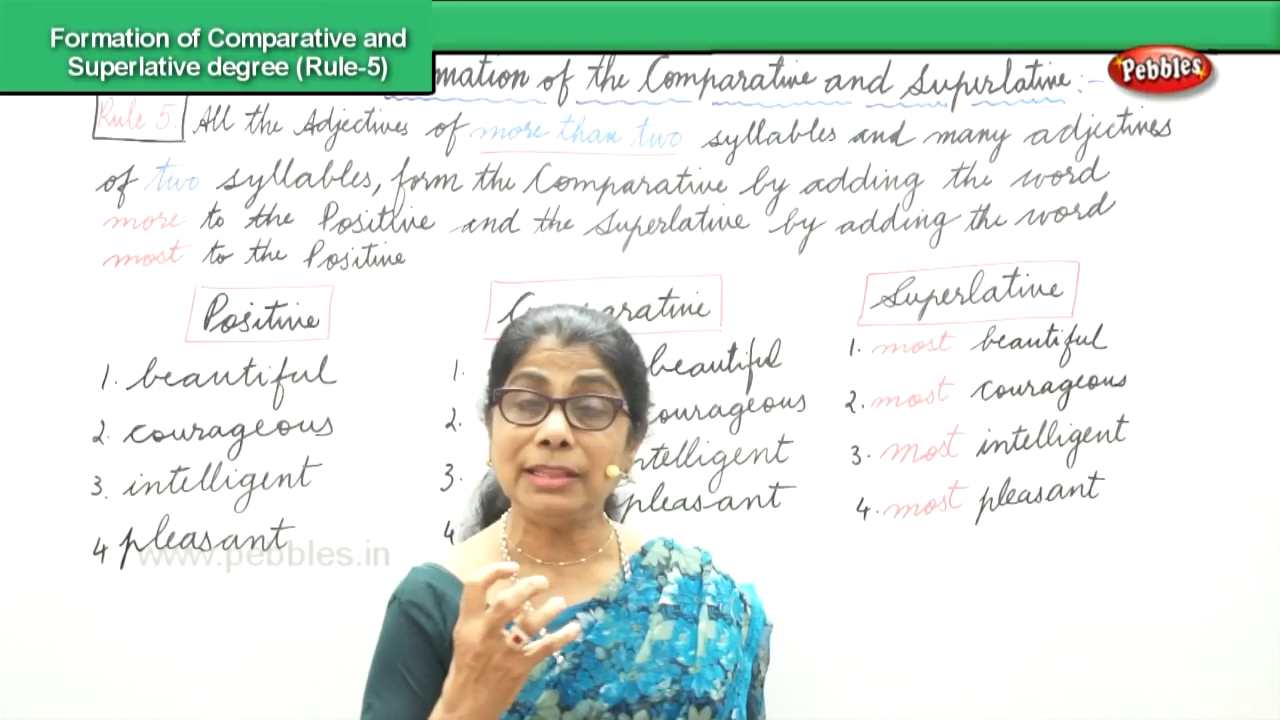 Formation of Comparative and
Superlative degree (Rule-5)
Pebbles
mation of the Comparative and Superlative:-
Rule 5. All the Adjectives of more than two syllables and many adjectives
of two syllables, form the Comparative by adding the word
more to the Positive and the Superlative by adding the word
most to the Positive
Positive
C parative
Superlative
1. beautiful
2. courageous
3. intelligent
4 pleasant
1. beautiful
2. ourageous
3. ntelligent
4 pleasant
1. most beautiful
2. most courageous
3. most intelligent
4. most pleasant
www.pebbles.in